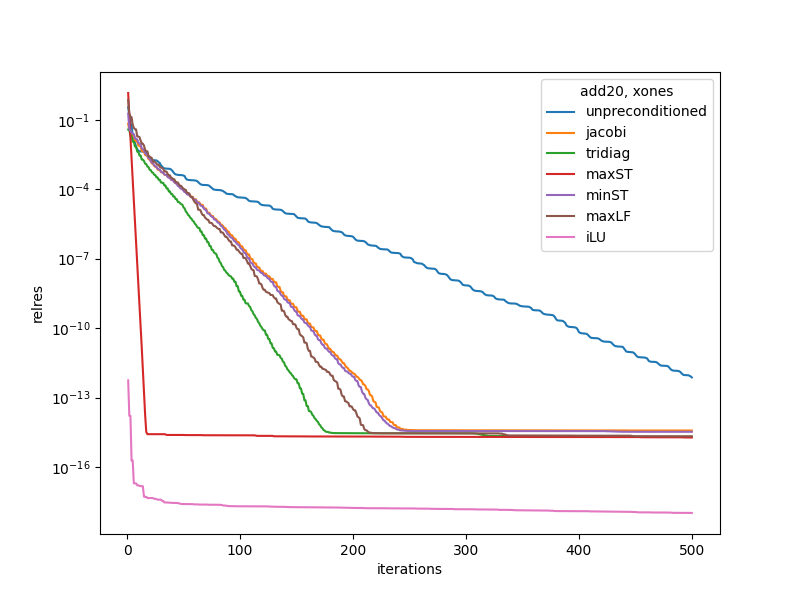 add20, xones
unpreconditioned
jacobi
tridiag
maxST
minST
maxLF
iLU
10⁻¹
10⁻⁴
10⁻⁷
10⁻¹⁰
10⁻¹³
10⁻¹⁶
relres
0 100 200 300 400 500
iterations